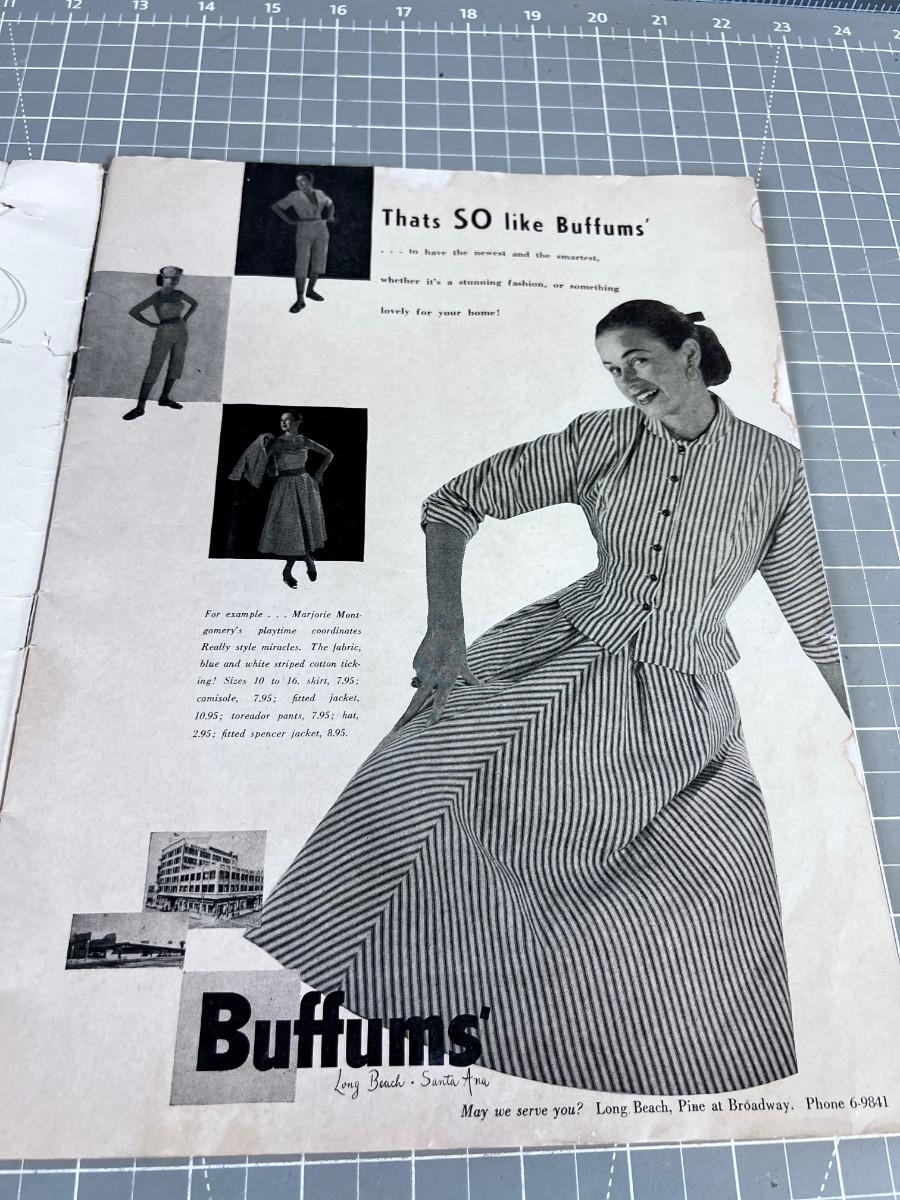 11 12 13 14 15 16 17 18 19 20 21 22 23 24
Thats SO like Buffums'
. . . to have the newest and the smartest,
whether it's a stunning fashion, or something
lovely for your home!
For example . . . Marjorie Mont-
gomery's playtime coordinates
Really style miracles. The fabric,
blue and white striped cotton tick-
ing! Sizes 10 to 16. skirt, 7.95;
camisole, 7.95; fitted jacket,
10.95; toreador pants, 7.95; hat,
2.95; fitted spencer jacket, 8.95.
Buffums'
Long Beach • Santa Ana
May we serve you? Long Beach, Pine at Broadway. Phone 6-9841